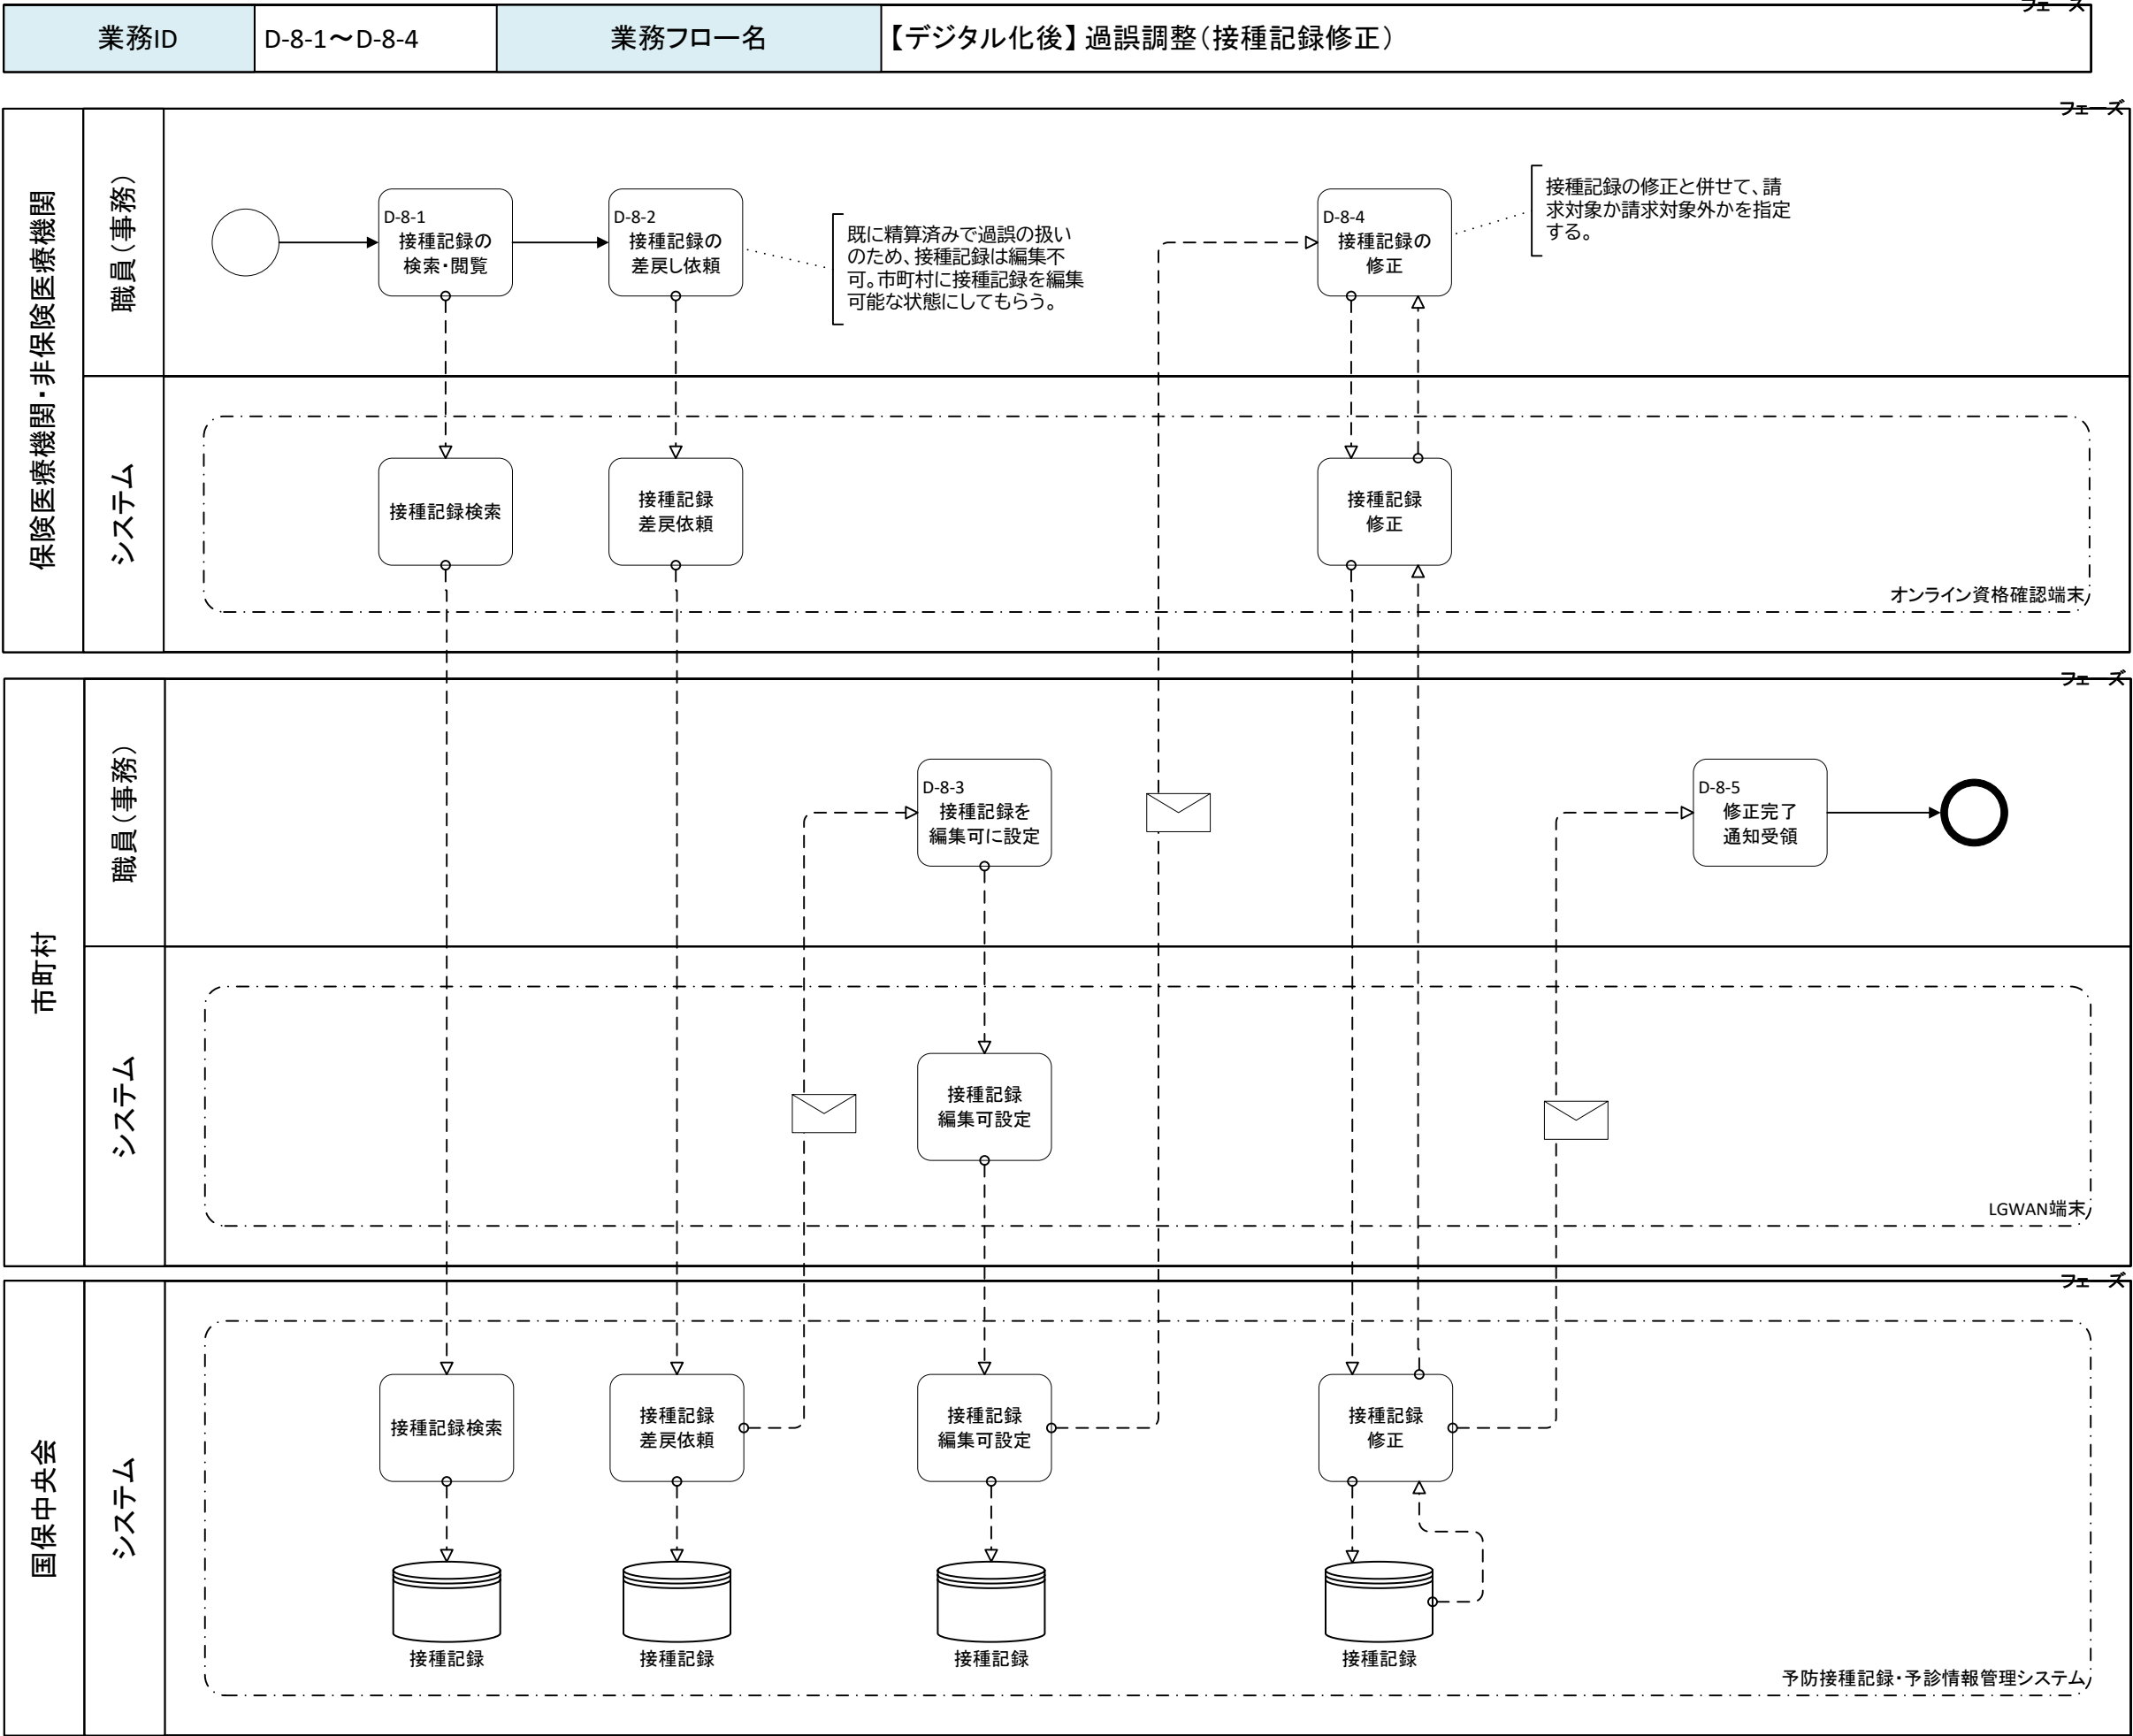 フェーズ
業務ID
D-8-1～D-8-4
業務フロー名
【デジタル化後】過誤調整（接種記録修正）
フェーズ
保険医療機関・非保険医療機関
職員（事務）
D-8-1
接種記録の
検索・閲覧
D-8-2
接種記録の
差戻し依頼
既に精算済みで過誤の扱い
のため、接種記録は編集不
可。市町村に接種記録を編集
可能な状態にしてもらう。
D-8-4
接種記録の
修正
接種記録の修正と併せて、請
求対象か請求対象外かを指定
する。
システム
接種記録検索
接種記録
差戻依頼
接種記録
修正
オンライン資格確認端末
フェーズ
市町村
職員（事務）
D-8-3
接種記録を
編集可に設定
D-8-5
修正完了
通知受領
システム
接種記録
編集可設定
LGWAN端末
フェーズ
国保中央会
システム
接種記録検索
接種記録
差戻依頼
接種記録
編集可設定
接種記録
修正
接種記録
接種記録
接種記録
接種記録
予防接種記録・予診情報管理システム